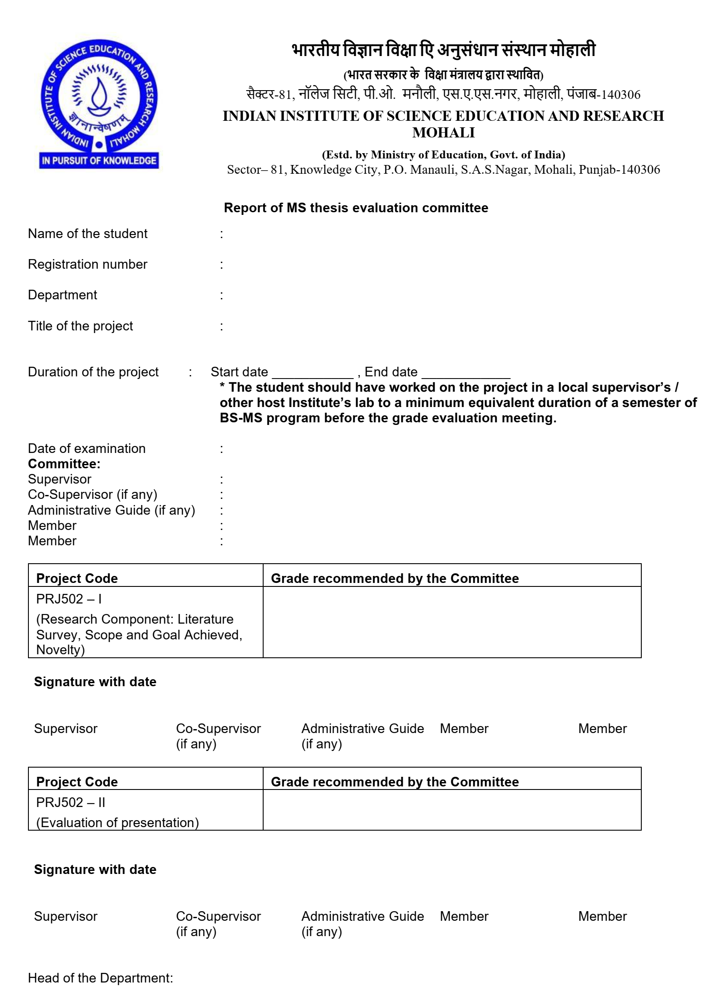 INDIAN INSTITUTE OF SCIENCE EDUCATION AND RESEARCH MOHALI
ज्ञानान्वेषणम्
IN PURSUIT OF KNOWLEDGE
भारतीय विज्ञान विक्षा एिं अनुसंधान संस्थान मोहाली
(भारत सरकार के विक्षा मंत्रालय द्वारा स्थावित)
सैक्टर-81, नॉलेज सिटी, पी.ओ. मनौली, एस.ए.एस.नगर, मोहाली, पंजाब-140306
INDIAN INSTITUTE OF SCIENCE EDUCATION AND RESEARCH
MOHALI
(Estd. by Ministry of Education, Govt. of India)
Sector– 81, Knowledge City, P.O. Manauli, S.A.S.Nagar, Mohali, Punjab-140306
Report of MS thesis evaluation committee
Name of the student :
Registration number :
Department :
Title of the project :
Duration of the project : Start date ___________ , End date ____________
* The student should have worked on the project in a local supervisor’s /
other host Institute’s lab to a minimum equivalent duration of a semester of
BS-MS program before the grade evaluation meeting.
Date of examination :
Committee:
Supervisor :
Co-Supervisor (if any) :
Administrative Guide (if any) :
Member :
Member :
Project Code Grade recommended by the Committee
PRJ502 – I
(Research Component: Literature
Survey, Scope and Goal Achieved,
Novelty)
Signature with date
Supervisor Co-Supervisor Administrative Guide Member Member
(if any) (if any)
Project Code Grade recommended by the Committee
PRJ502 – II
(Evaluation of presentation)
Signature with date
Supervisor Co-Supervisor Administrative Guide Member Member
(if any) (if any)
Head of the Department: